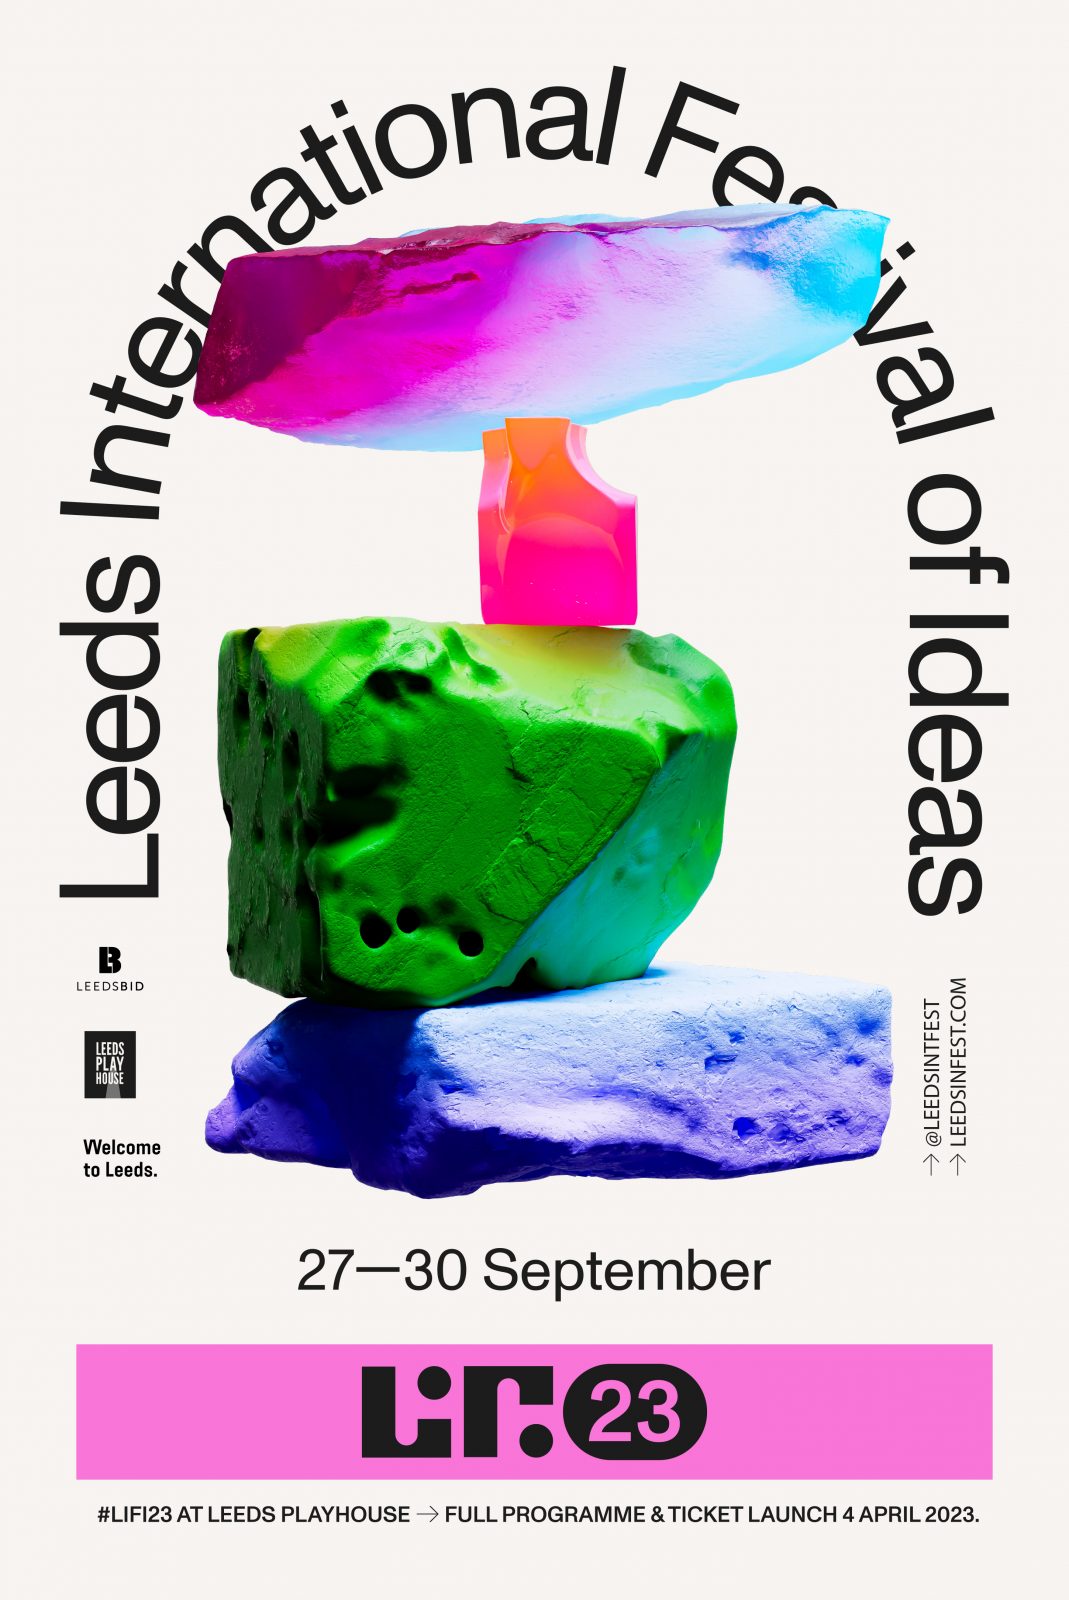 Leeds International Festival of Ideas
LEEDSBID
LEEDS
PLAY
HOUSE
Welcome
to Leeds.
→ @LEEDSINTFEST
→ LEEDSINFEST.COM
27—30 September
LIFI 23
#LIFI23 AT LEEDS PLAYHOUSE → FULL PROGRAMME & TICKET LAUNCH 4 APRIL 2023.